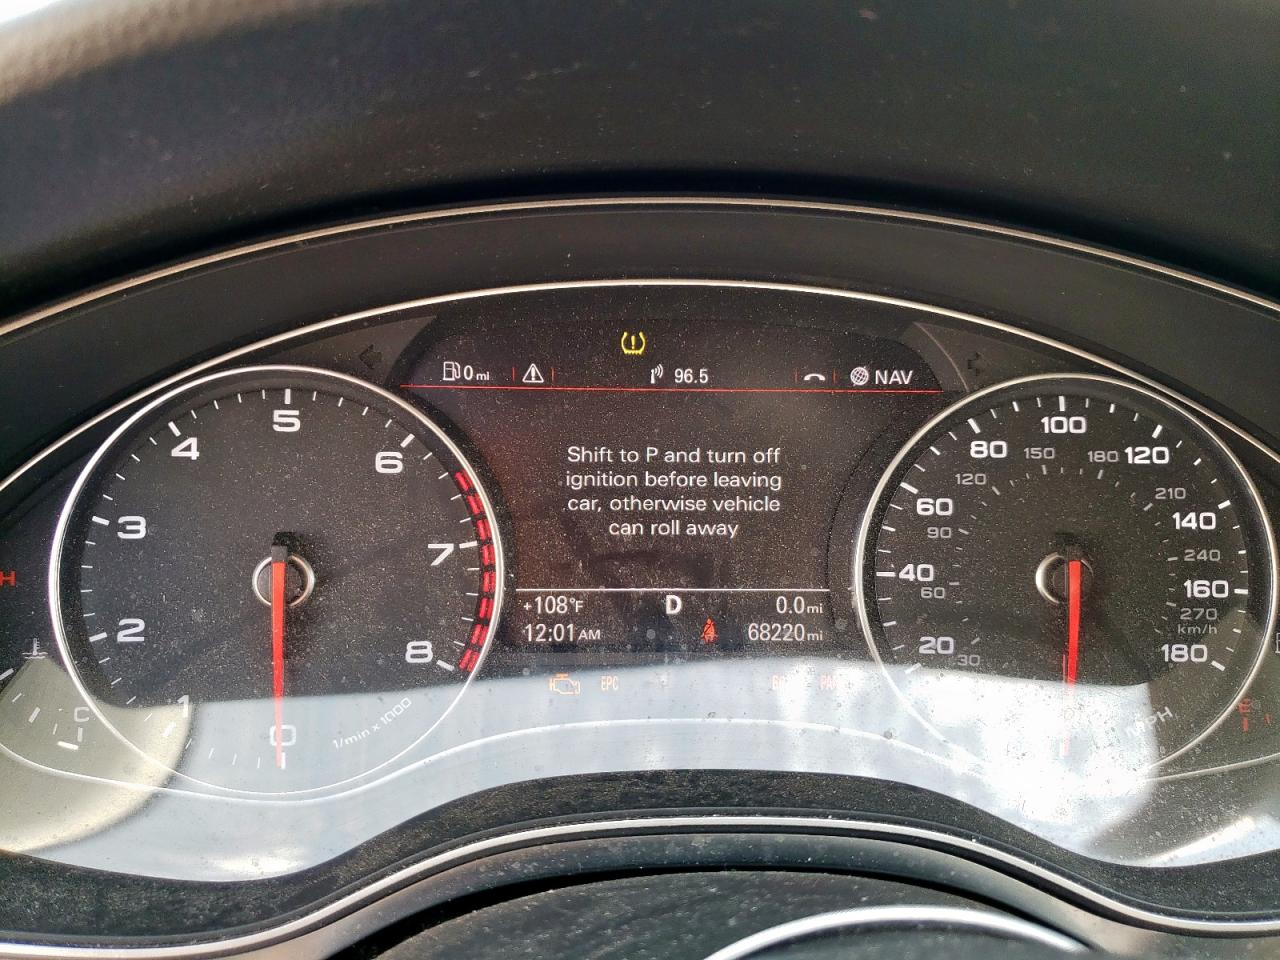 0 mi
96.5
NAV
Shift to P and turn off
ignition before leaving
car, otherwise vehicle
can roll away
+108°F
D
0.0 mi
12:01 AM
68220 mi
EPC
0
1
2
3
4
5
6
7
8
1/min x 1000
C
H
20
40
60
80
100
120
140
160
180
30
60
90
120
150
180
210
240
270
km/h
MPH